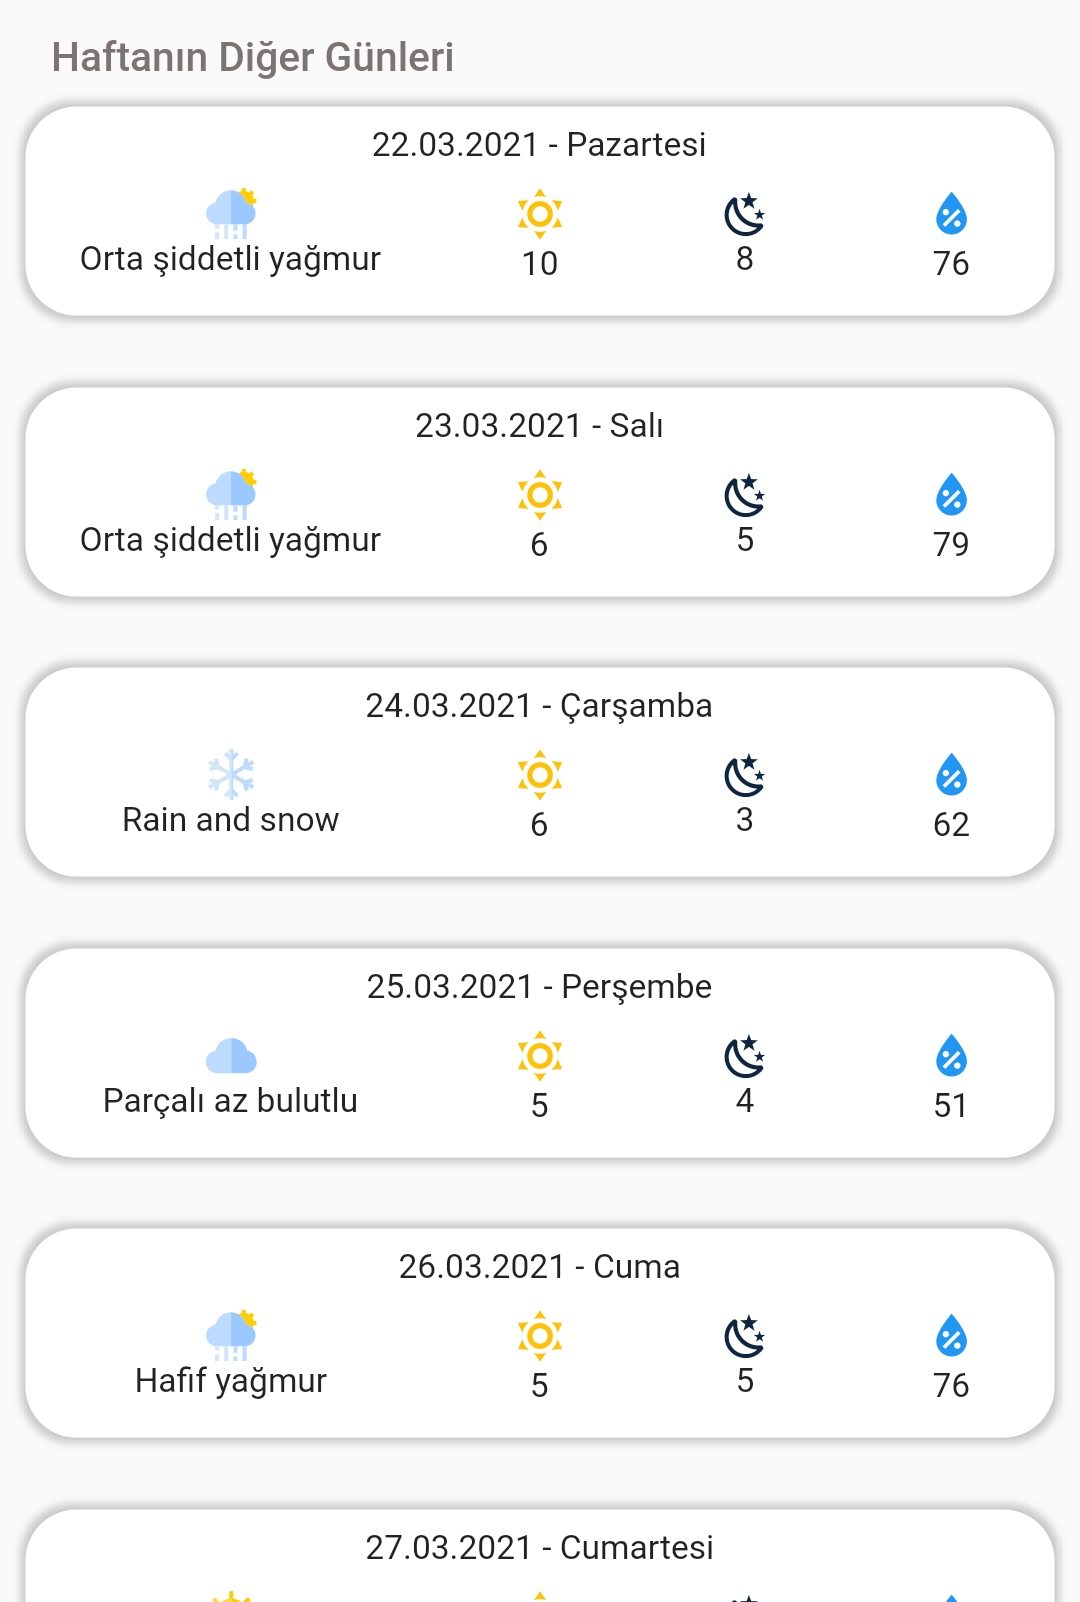 Haftanın Diğer Günleri
22.03.2021 - Pazartesi
Orta şiddetli yağmur 10 8 76
23.03.2021 - Salı
Orta şiddetli yağmur 6 5 79
24.03.2021 - Çarşamba
Rain and snow 6 3 62
25.03.2021 - Perşembe
Parçalı az bulutlu 5 4 51
26.03.2021 - Cuma
Hafif yağmur 5 5 76
27.03.2021 - Cumartesi